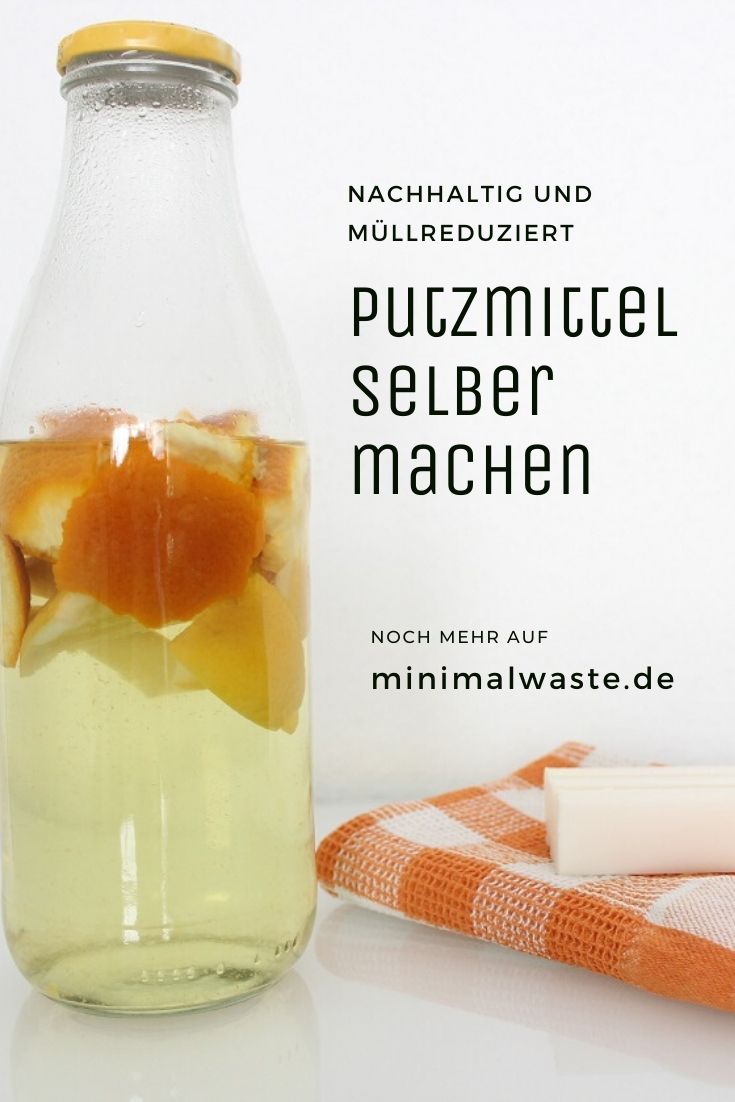 NACHHALTIG UND
MÜLLREDUZIERT
PUTZMITTEL
SELBER
MACHEN
NOCH MEHR AUF
minimalwaste.de